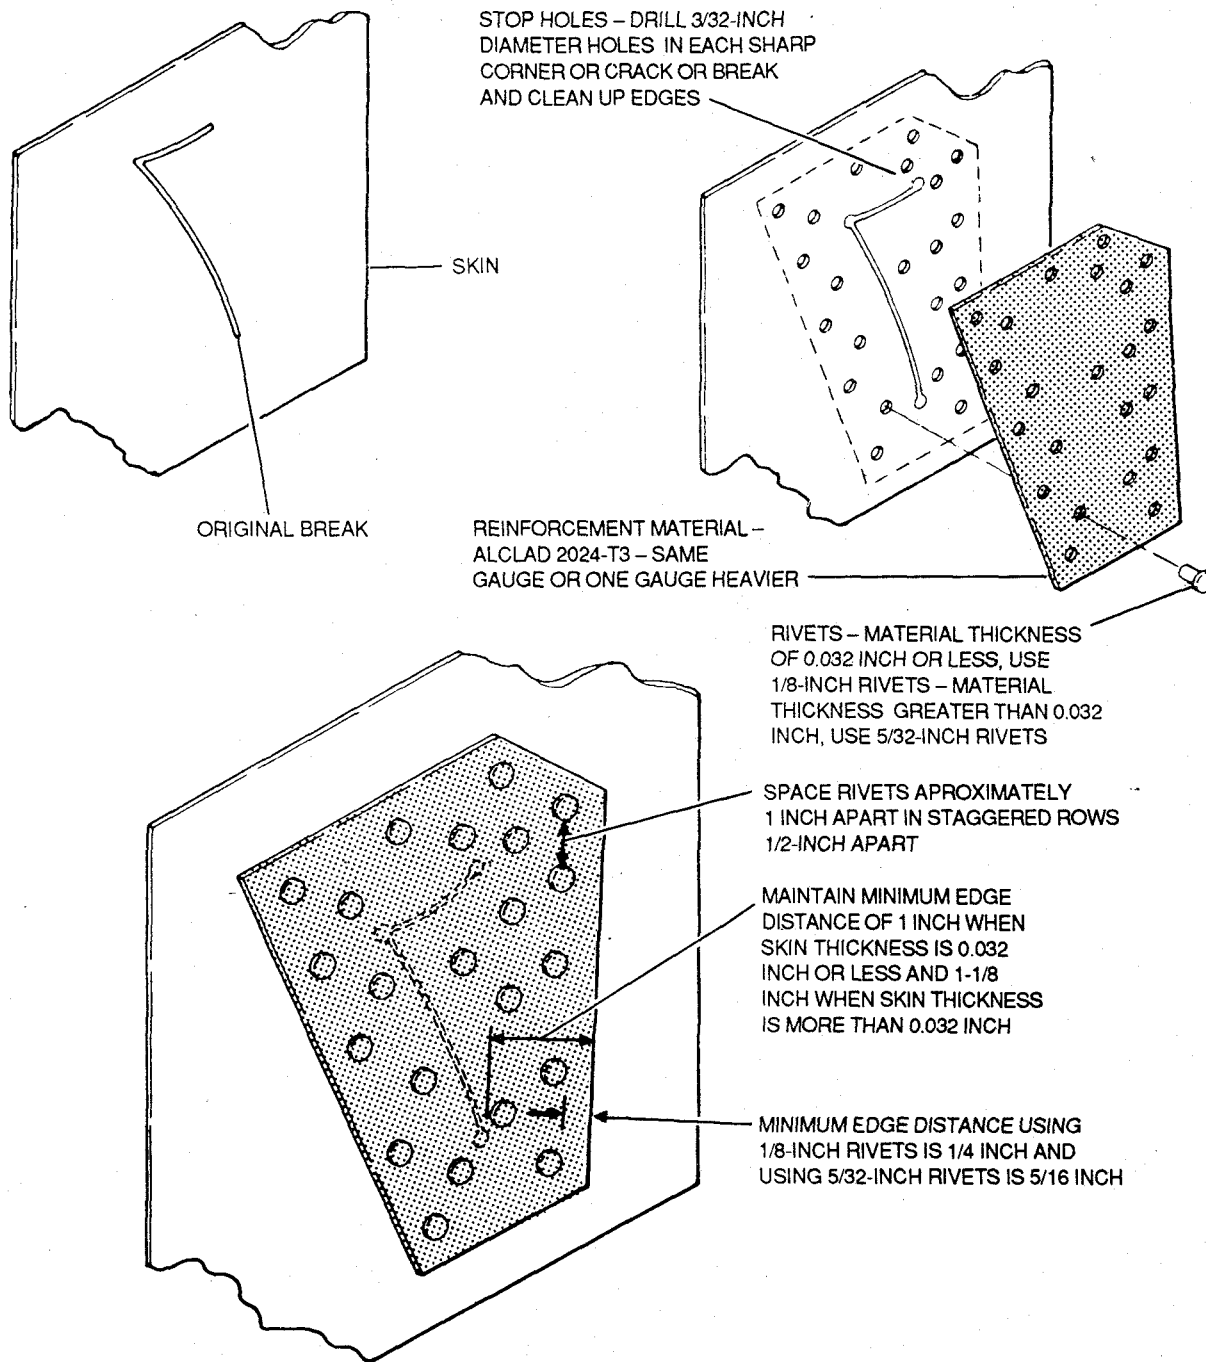 STOP HOLES – DRILL 3/32-INCH
DIAMETER HOLES IN EACH SHARP
CORNER OR CRACK OR BREAK
AND CLEAN UP EDGES
SKIN
ORIGINAL BREAK
REINFORCEMENT MATERIAL –
ALCLAD 2024-T3 – SAME
GAUGE OR ONE GAUGE HEAVIER
RIVETS – MATERIAL THICKNESS
OF 0.032 INCH OR LESS, USE
1/8-INCH RIVETS – MATERIAL
THICKNESS GREATER THAN 0.032
INCH, USE 5/32-INCH RIVETS
SPACE RIVETS APROXIMATELY
1 INCH APART IN STAGGERED ROWS
1/2-INCH APART
MAINTAIN MINIMUM EDGE
DISTANCE OF 1 INCH WHEN
SKIN THICKNESS IS 0.032
INCH OR LESS AND 1-1/8
INCH WHEN SKIN THICKNESS
IS MORE THAN 0.032 INCH
MINIMUM EDGE DISTANCE USING
1/8-INCH RIVETS IS 1/4 INCH AND
USING 5/32-INCH RIVETS IS 5/16 INCH